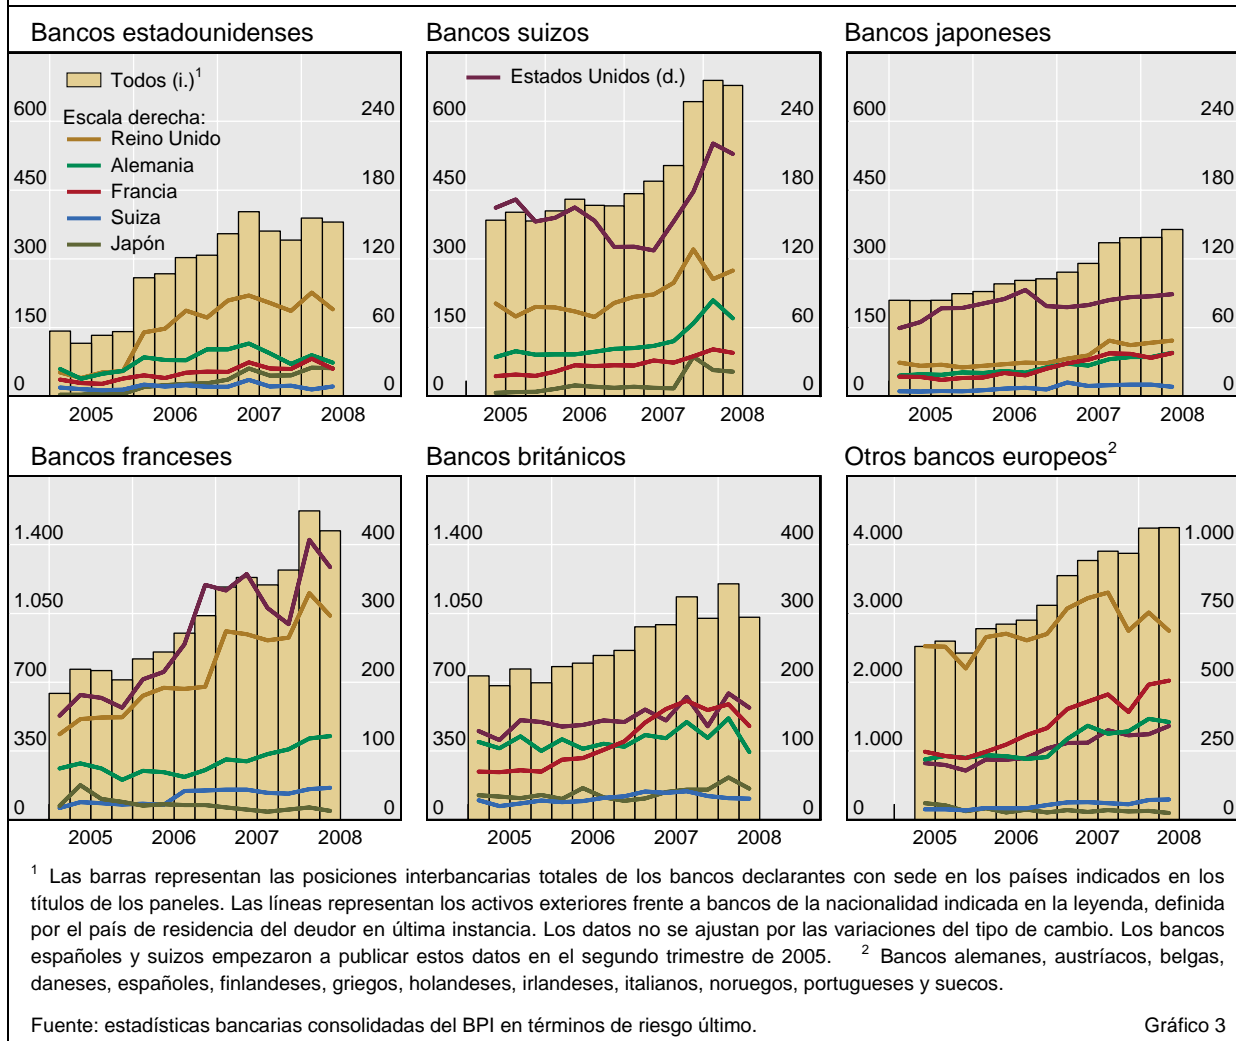 Bancos estadounidenses
Todos (i.)1
Escala derecha:
Reino Unido
Alemania
Francia
Suiza
Japón
600
450
300
150
0
240
180
120
60
0
2005 2006 2007 2008
Bancos suizos
Estados Unidos (d.)
600
450
300
150
0
240
180
120
60
0
2005 2006 2007 2008
Bancos japoneses
600
450
300
150
0
240
180
120
60
0
2005 2006 2007 2008
Bancos franceses
1.400
1.050
700
350
0
400
300
200
100
0
2005 2006 2007 2008
Bancos británicos
1.400
1.050
700
350
0
400
300
200
100
0
2005 2006 2007 2008
Otros bancos europeos2
4.000
3.000
2.000
1.000
0
1.000
750
500
250
0
2005 2006 2007 2008
1 Las barras representan las posiciones interbancarias totales de los bancos declarantes con sede en los países indicados en los
títulos de los paneles. Las líneas representan los activos exteriores frente a bancos de la nacionalidad indicada en la leyenda, definida
por el país de residencia del deudor en última instancia. Los datos no se ajustan por las variaciones del tipo de cambio. Los bancos
españoles y suizos empezaron a publicar estos datos en el segundo trimestre de 2005. 2 Bancos alemanes, austríacos, belgas,
daneses, españoles, finlandeses, griegos, holandeses, irlandeses, italianos, noruegos, portugueses y suecos.
Fuente: estadísticas bancarias consolidadas del BPI en términos de riesgo último. Gráfico 3